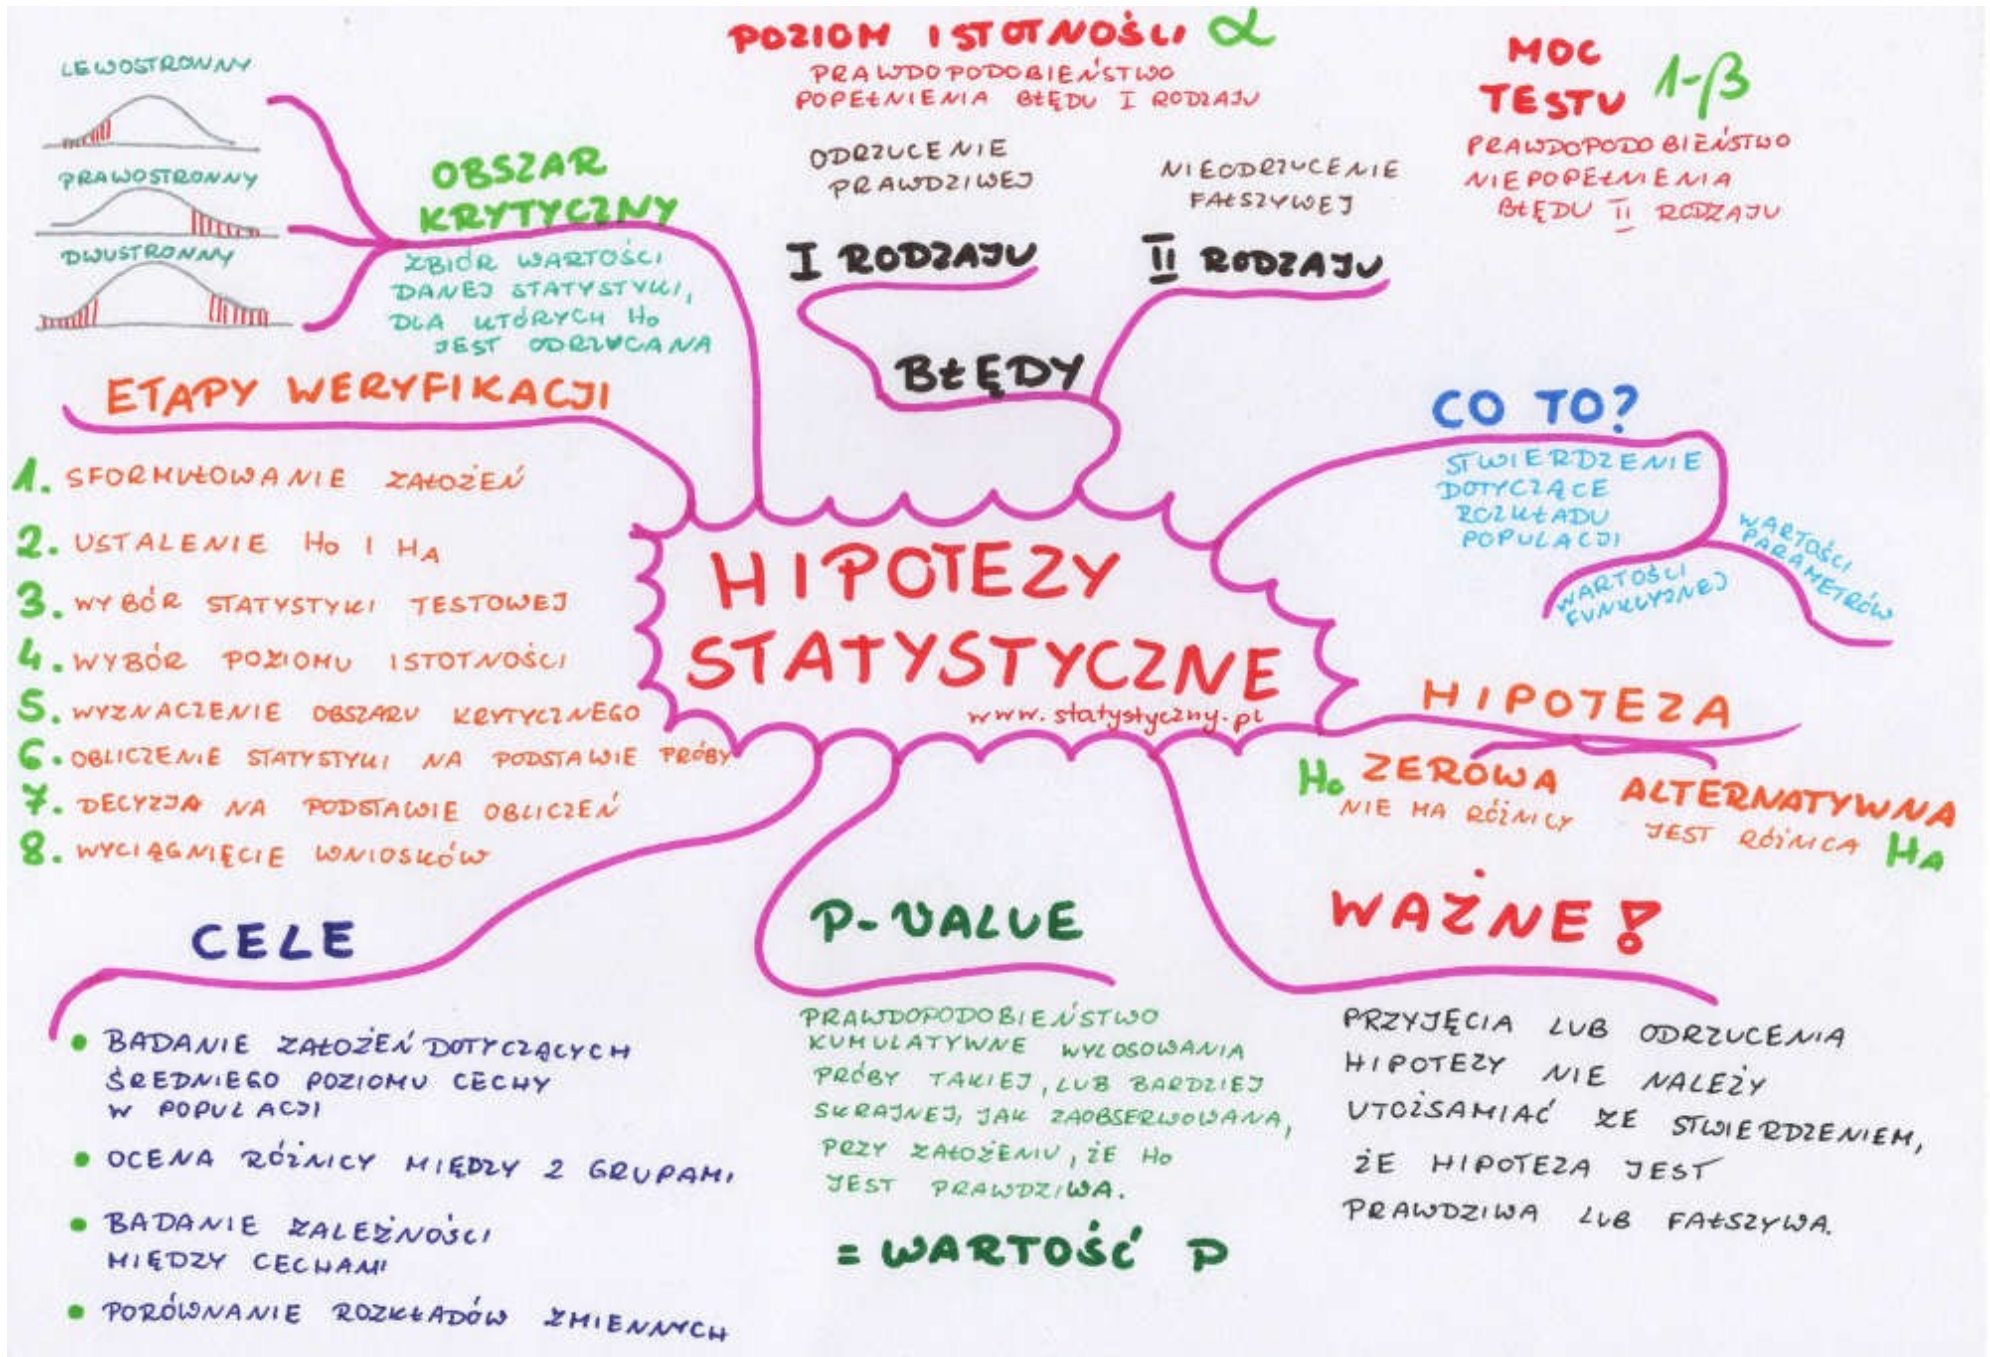 HIPOTEZY
STATYSTYCZNE
www.statystyczny.pl
LEWOSTRONNY
PRAWOSTRONNY
DWUSTRONNY
OBSZAR
KRYTYCZNY
ZBIÓR WARTOŚCI
DANEJ STATYSTYKI,
DLA KTÓRYCH H0
JEST ODRZUCANA
POZIOM ISTOTNOŚCI α
PRAWDOPODOBIEŃSTWO
POPEŁNIENIA BŁĘDU I RODZAJU
ODRZUCENIE
PRAWDZIWEJ
I RODZAJU
NIEODRZUCENIE
FAŁSZYWEJ
II RODZAJU
BŁĘDY
MOC
TESTU 1-β
PRAWDOPODOBIEŃSTWO
NIEPOPEŁNIENIA
BŁĘDU II RODZAJU
CO TO?
STWIERDZENIE
DOTYCZĄCE
ROZKŁADU
POPULACJI
WARTOŚCI
FUNKCYJNEJ
WARTOŚCI
PARAMETRÓW
HIPOTEZA
H0 ZEROWA
NIE MA RÓŻNICY
ALTERNATYWNA
JEST RÓŻNICA HA
ETAPY WERYFIKACJI
1. SFORMUŁOWANIE ZAŁOŻEŃ
2. USTALENIE H0 I HA
3. WYBÓR STATYSTYKI TESTOWEJ
4. WYBÓR POZIOMU ISTOTNOŚCI
5. WYZNACZENIE OBSZARU KRYTYCZNEGO
6. OBLICZENIE STATYSTYKI NA PODSTAWIE PRÓBY
7. DECYZJA NA PODSTAWIE OBLICZEŃ
8. WYCIĄGNIĘCIE WNIOSKÓW
CELE
• BADANIE ZAŁOŻEŃ DOTYCZĄCYCH
ŚREDNIEGO POZIOMU CECHY
W POPULACJI
• OCENA RÓŻNICY MIĘDZY 2 GRUPAMI
• BADANIE ZALEŻNOŚCI
MIĘDZY CECHAMI
• PORÓWNANIE ROZKŁADÓW ZMIENNYCH
P-VALUE
PRAWDOPODOBIEŃSTWO
KUMULATYWNE WYLOSOWANIA
PRÓBY TAKIEJ, LUB BARDZIEJ
SKRAJNEJ, JAK ZAOBSERWOWANA,
PRZY ZAŁOŻENIU, ŻE H0
JEST PRAWDZIWA.
= WARTOŚĆ P
WAŻNE!
PRZYJĘCIA LUB ODRZUCENIA
HIPOTEZY NIE NALEŻY
UTOŻSAMIAĆ ZE STWIERDZENIEM,
ŻE HIPOTEZA JEST
PRAWDZIWA LUB FAŁSZYWA.